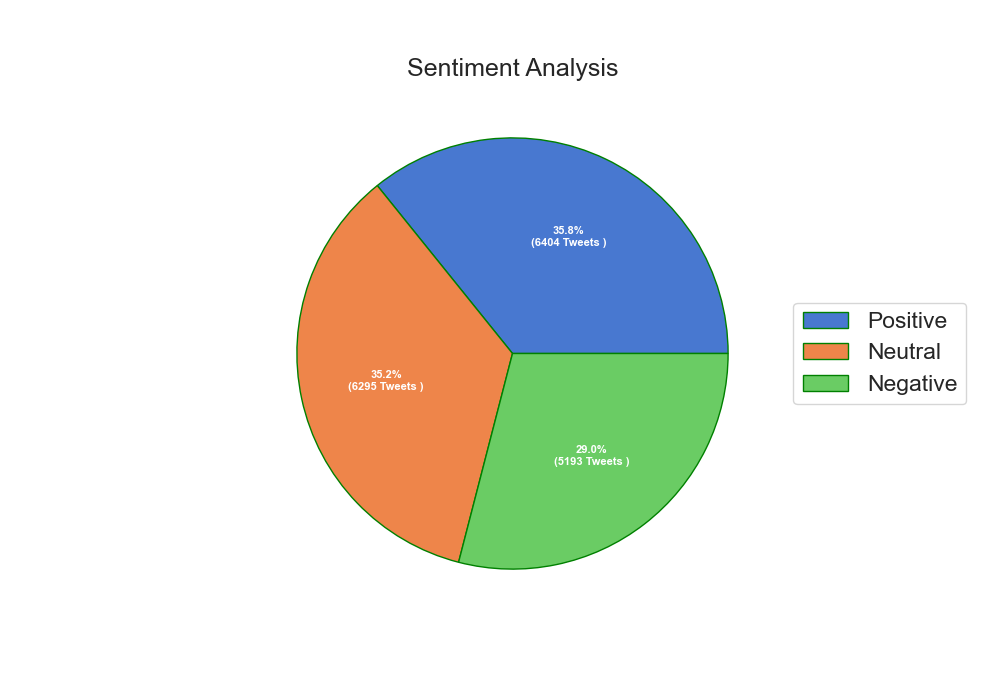 Sentiment Analysis
35.8%
(6404 Tweets )
35.2%
(6295 Tweets )
29.0%
(5193 Tweets )
Positive
Neutral
Negative